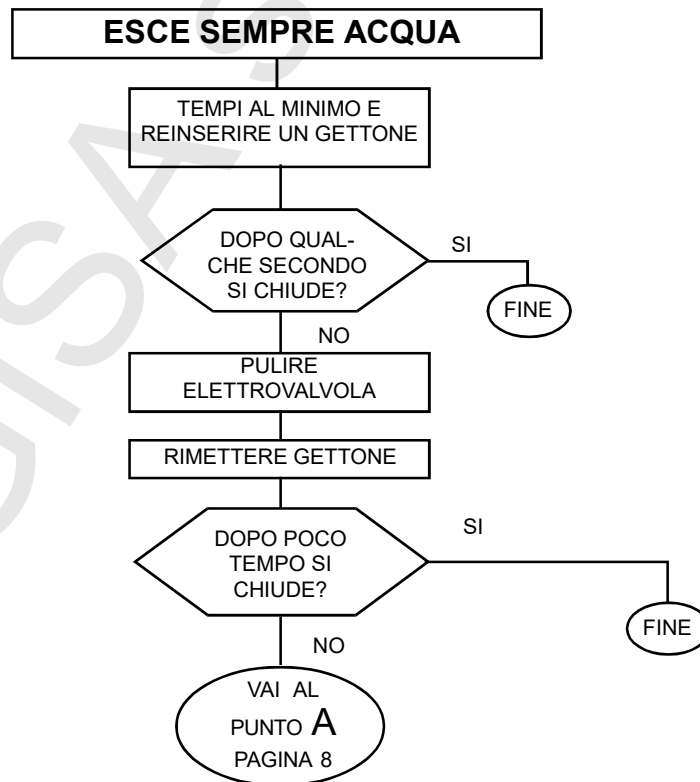 ESCE SEMPRE ACQUA
TEMPI AL MINIMO E
REINSERIRE UN GETTONE
DOPO QUAL-
CHE SECONDO
SI CHIUDE?
SI
FINE
NO
PULIRE
ELETTROVALVOLA
RIMETTERE GETTONE
DOPO POCO
TEMPO SI
CHIUDE?
SI
FINE
NO
VAI AL
PUNTO A
PAGINA 8